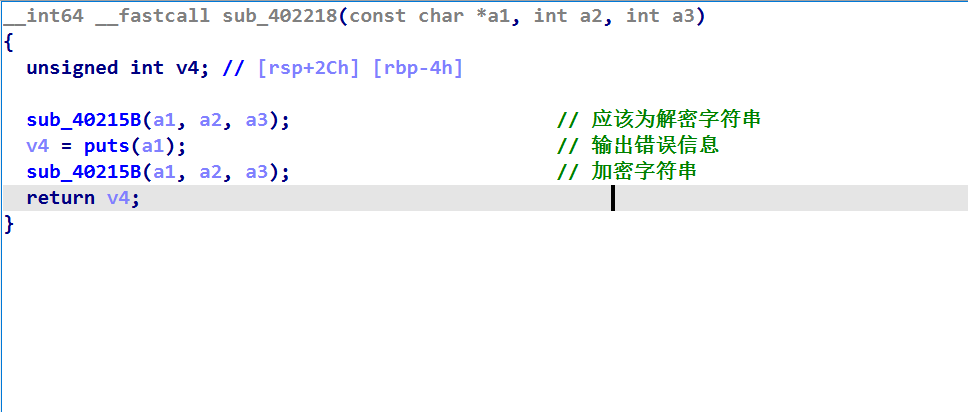 __int64 __fastcall sub_402218(const char *a1, int a2, int a3)
{
unsigned int v4; // [rsp+2Ch] [rbp-4h]
sub_40215B(a1, a2, a3); // 应该为解密字符串
v4 = puts(a1); // 输出错误信息
sub_40215B(a1, a2, a3); // 加密字符串
return v4;
}